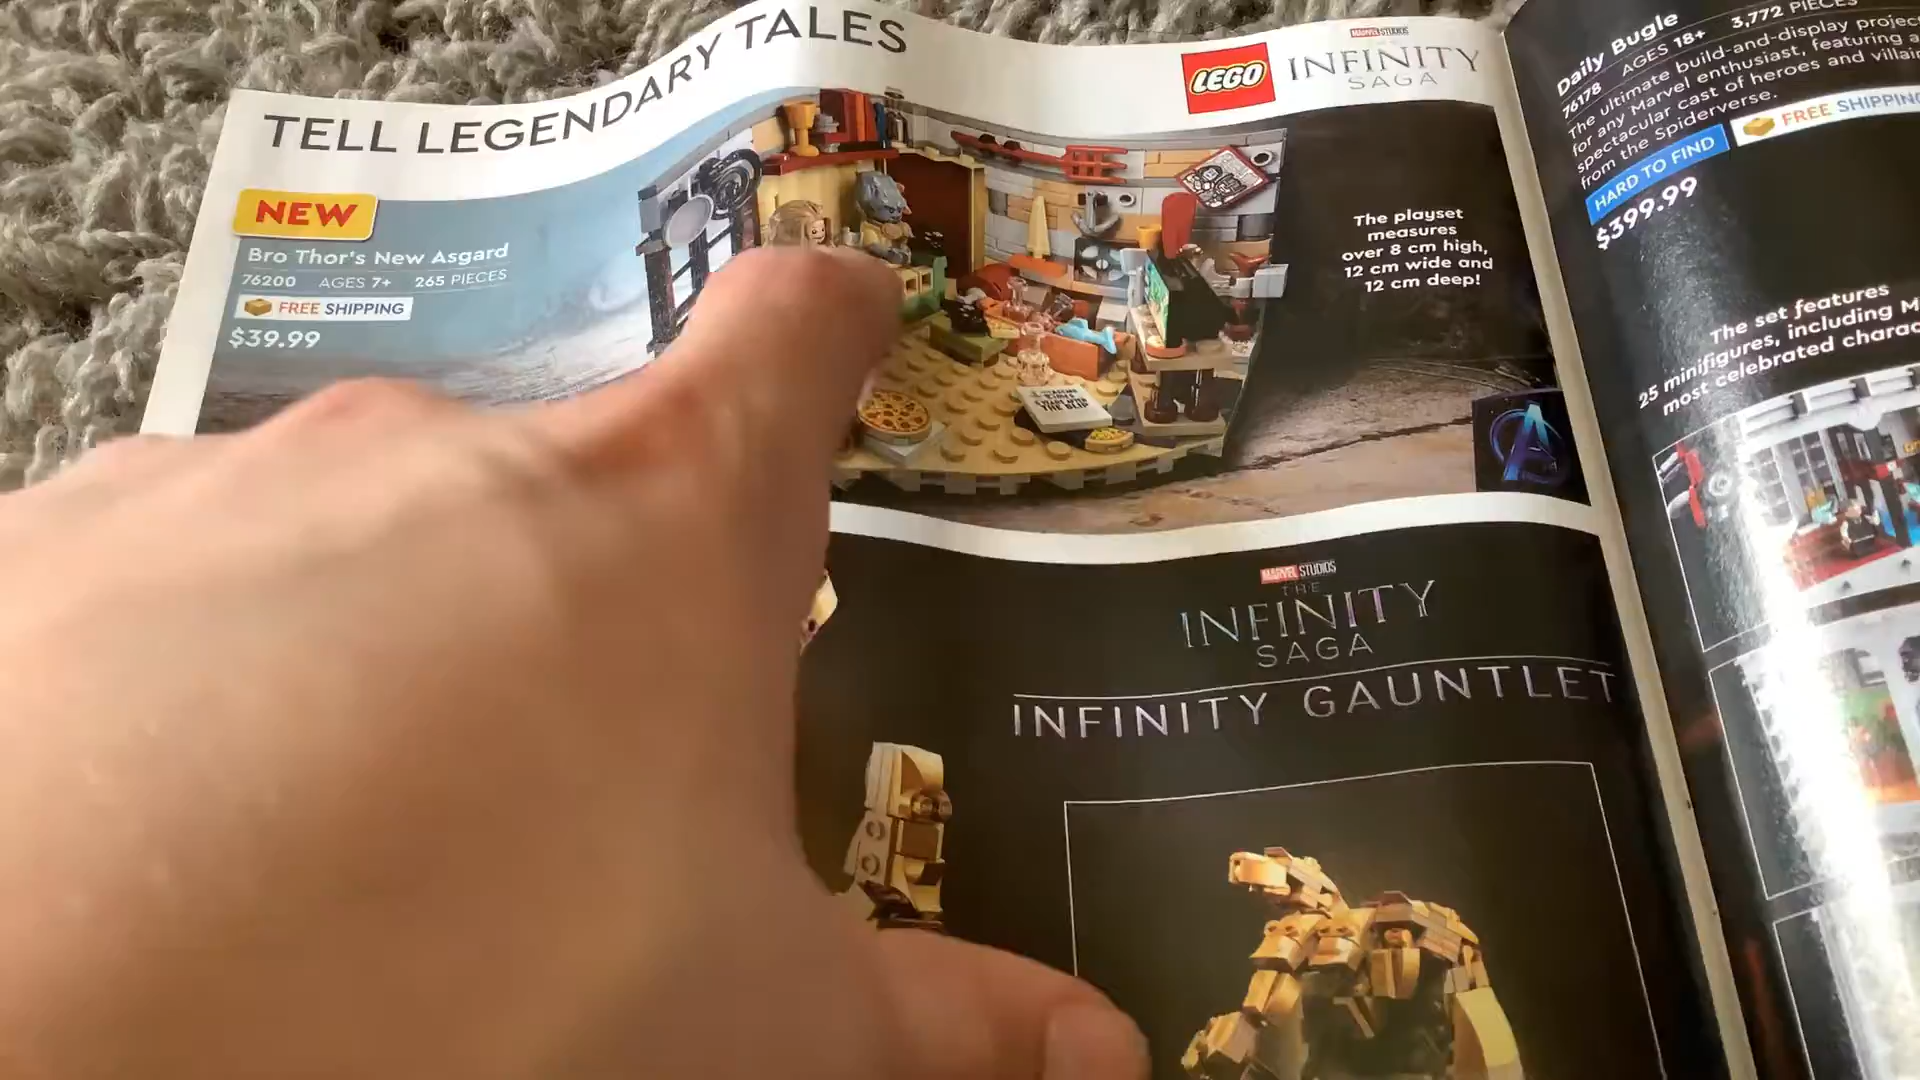 TELL LEGENDARY TALES
LEGO
MARVEL STUDIOS
INFINITY
SAGA
NEW
Bro Thor's New Asgard
76200 AGES 7+ 265 PIECES
FREE SHIPPING
$39.99
The playset
measures
over 8 cm high,
12 cm wide and
12 cm deep!
MARVEL STUDIOS
THE
INFINITY
SAGA
INFINITY GAUNTLET
Daily Bugle
76178 AGES 18+ 3,772 PIECES
The ultimate build-and-display project
for any Marvel enthusiast, featuring a
spectacular cast of heroes and
from the Spiderverse.
HARD TO FIND
FREE SHIPPING
$399.99
The set features
25 minifigures, including
most celebrated